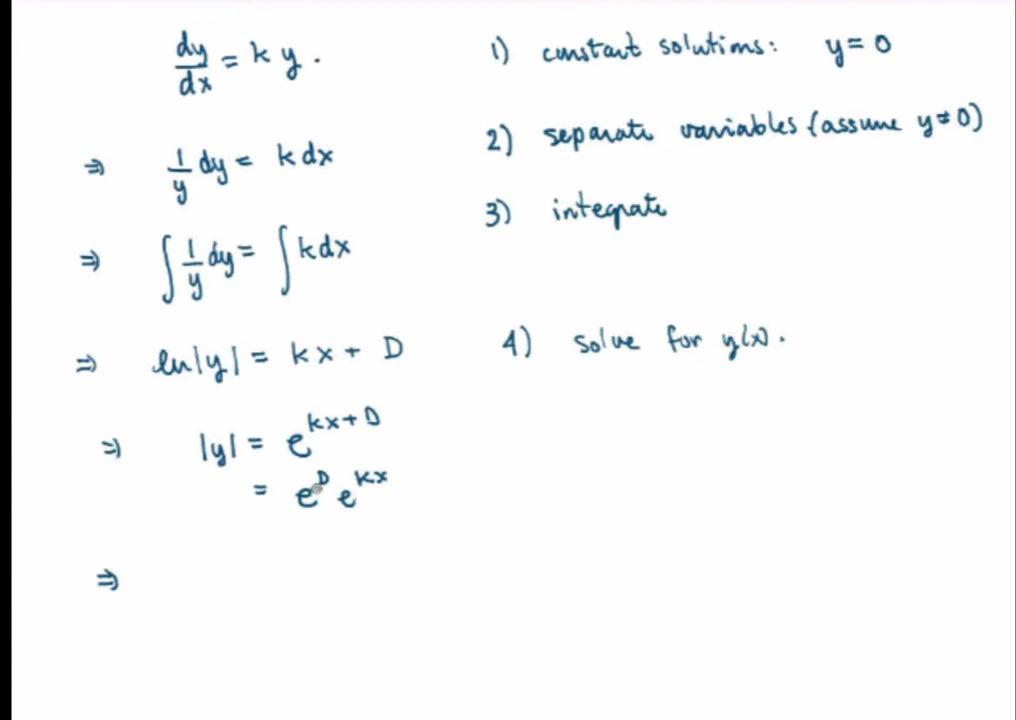 dy/dx = k y .
1) constant solutions: y = 0
⇒ 1/y dy = k dx
2) separate variables (assume y ≠ 0)
3) integrate
⇒ ∫ 1/y dy = ∫ k dx
⇒ ln|y| = kx + D
4) solve for y(x) .
⇒ |y| = e^{kx + D}
= e^D e^{kx}
⇒